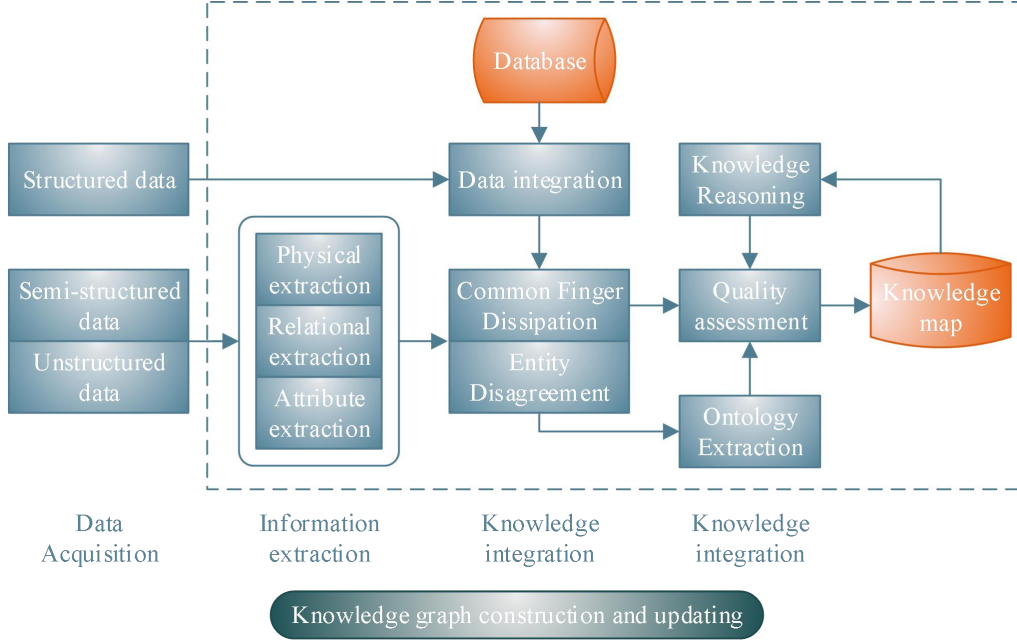 Database
Structured data
Data integration
Knowledge
Reasoning
Physical
extraction
Semi-structured
data
Common Finger
Dissipation
Quality
assessment
Knowledge
map
Relational
extraction
Unstructured
data
Entity
Disagreement
Attribute
extraction
Ontology
Extraction
Data
Acquisition
Information
extraction
Knowledge
integration
Knowledge
integration
Knowledge graph construction and updating